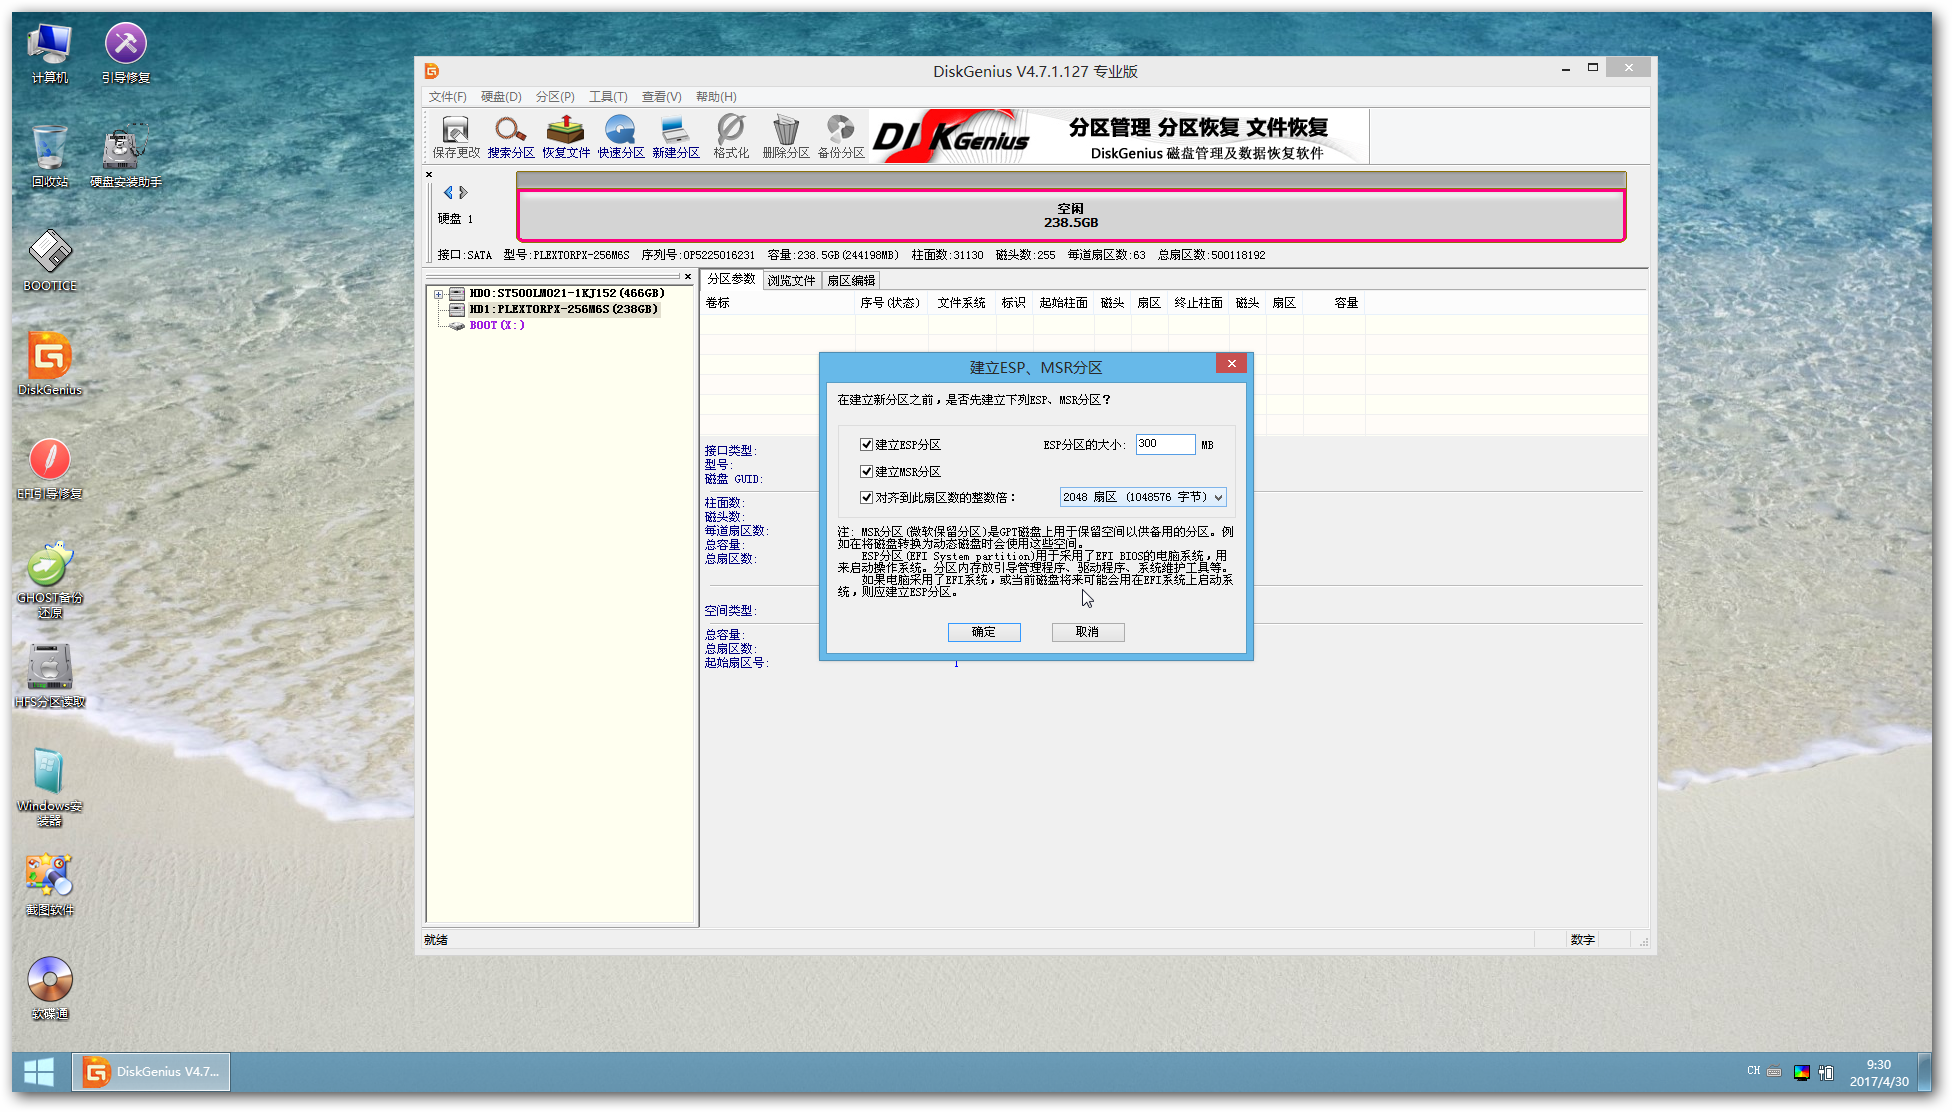 计算机
引导修复
回收站
硬盘安装助手
BOOTICE
DiskGenius
EFI引导修复
GHOST备份
还原
HFS分区读取
Windows安
装器
截图软件
软碟通
DiskGenius V4.7.1.127 专业版
文件(F) 硬盘(D) 分区(P) 工具(T) 查看(V) 帮助(H)
保存更改 搜索分区 恢复文件 快速分区 新建分区 格式化 删除分区 备份分区
DISKGENIUS
分区管理 分区恢复 文件恢复
DiskGenius 磁盘管理及数据恢复软件
硬盘 1
空闲
238.5GB
接口:SATA 型号:PLEXTORPX-256M6S 序列号:0P5225016231 容量:238.5GB(244198MB) 柱面数:31130 磁头数:255 每道扇区数:63 总扇区数:500118192
HD0:ST500LM021-1KJ152(466GB)
HD1:PLEXTORPX-256M6S(238GB)
BOOT(X:)
分区参数 浏览文件 扇区编辑
卷标 序号(状态) 文件系统 标识 起始柱面 磁头 扇区 终止柱面 磁头 扇区 容量
接口类型:
型号:
磁盘 GUID:
柱面数:
磁头数:
每道扇区数:
总容量:
总扇区数:
空间类型:
总容量:
总扇区数:
起始扇区号: 1
建立ESP、MSR分区
在建立新分区之前，是否先建立下列ESP、MSR分区？
建立ESP分区 ESP分区的大小: 300 MB
建立MSR分区
对齐到此扇区数的整数倍： 2048 扇区 (1048576 字节)
注: MSR分区(微软保留分区)是GPT磁盘上用于保留空间以供备用的分区。例
如在将磁盘转换为动态磁盘时会使用这些空间。
ESP分区(EFI System partition)用于采用了EFI BIOS的电脑系统，用
来启动操作系统。分区内存放引导管理程序、驱动程序、系统维护工具等。
如果电脑采用了EFI系统，或当前磁盘将来可能会用在EFI系统上启动系
统，则应建立ESP分区。
确定 取消
就绪
数字
DiskGenius V4.7...
CH
9:30
2017/4/30